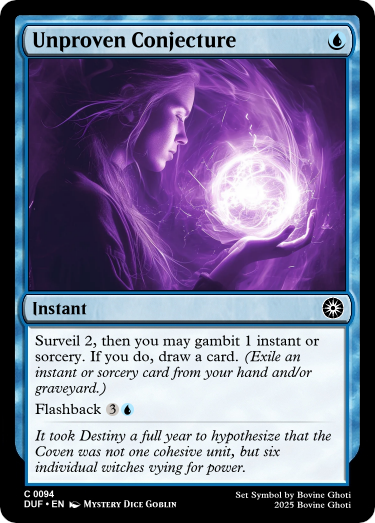 Unproven Conjecture
Instant
Surveil 2, then you may gambit 1 instant or
sorcery. If you do, draw a card. (Exile an
instant or sorcery card from your hand and/or
graveyard.)
Flashback 3
It took Destiny a full year to hypothesize that the
Coven was not one cohesive unit, but six
individual witches vying for power.
C 0094
DUF • EN Mystery Dice Goblin
Set Symbol by Bovine Ghoti
2025 Bovine Ghoti